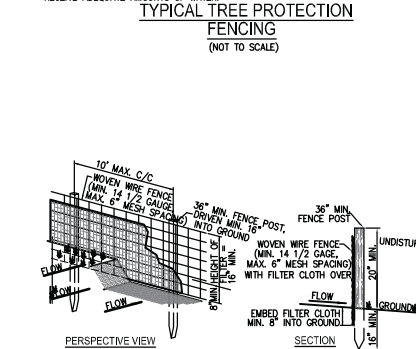 TYPICAL TREE PROTECTION
FENCING
(NOT TO SCALE)
10' MAX. C/C
WOVEN WIRE FENCE
(MIN. 14 1/2 GAUGE,
MAX. 6" MESH SPACING)
36" MIN. FENCE POST,
DRIVEN MIN. 16"
INTO GROUND
8" MIN.
HEIGHT OF
FILTER =
16" MIN.
FLOW
FLOW
FLOW
PERSPECTIVE VIEW
36" MIN.
FENCE POST
WOVEN WIRE FENCE
(MIN. 14 1/2 GAGE,
MAX. 6" MESH SPACING)
WITH FILTER CLOTH OVER
UNDISTUR
20" MIN.
FLOW
GROUND
EMBED FILTER CLOTH
MIN. 8" INTO GROUND
16" MIN.
SECTION